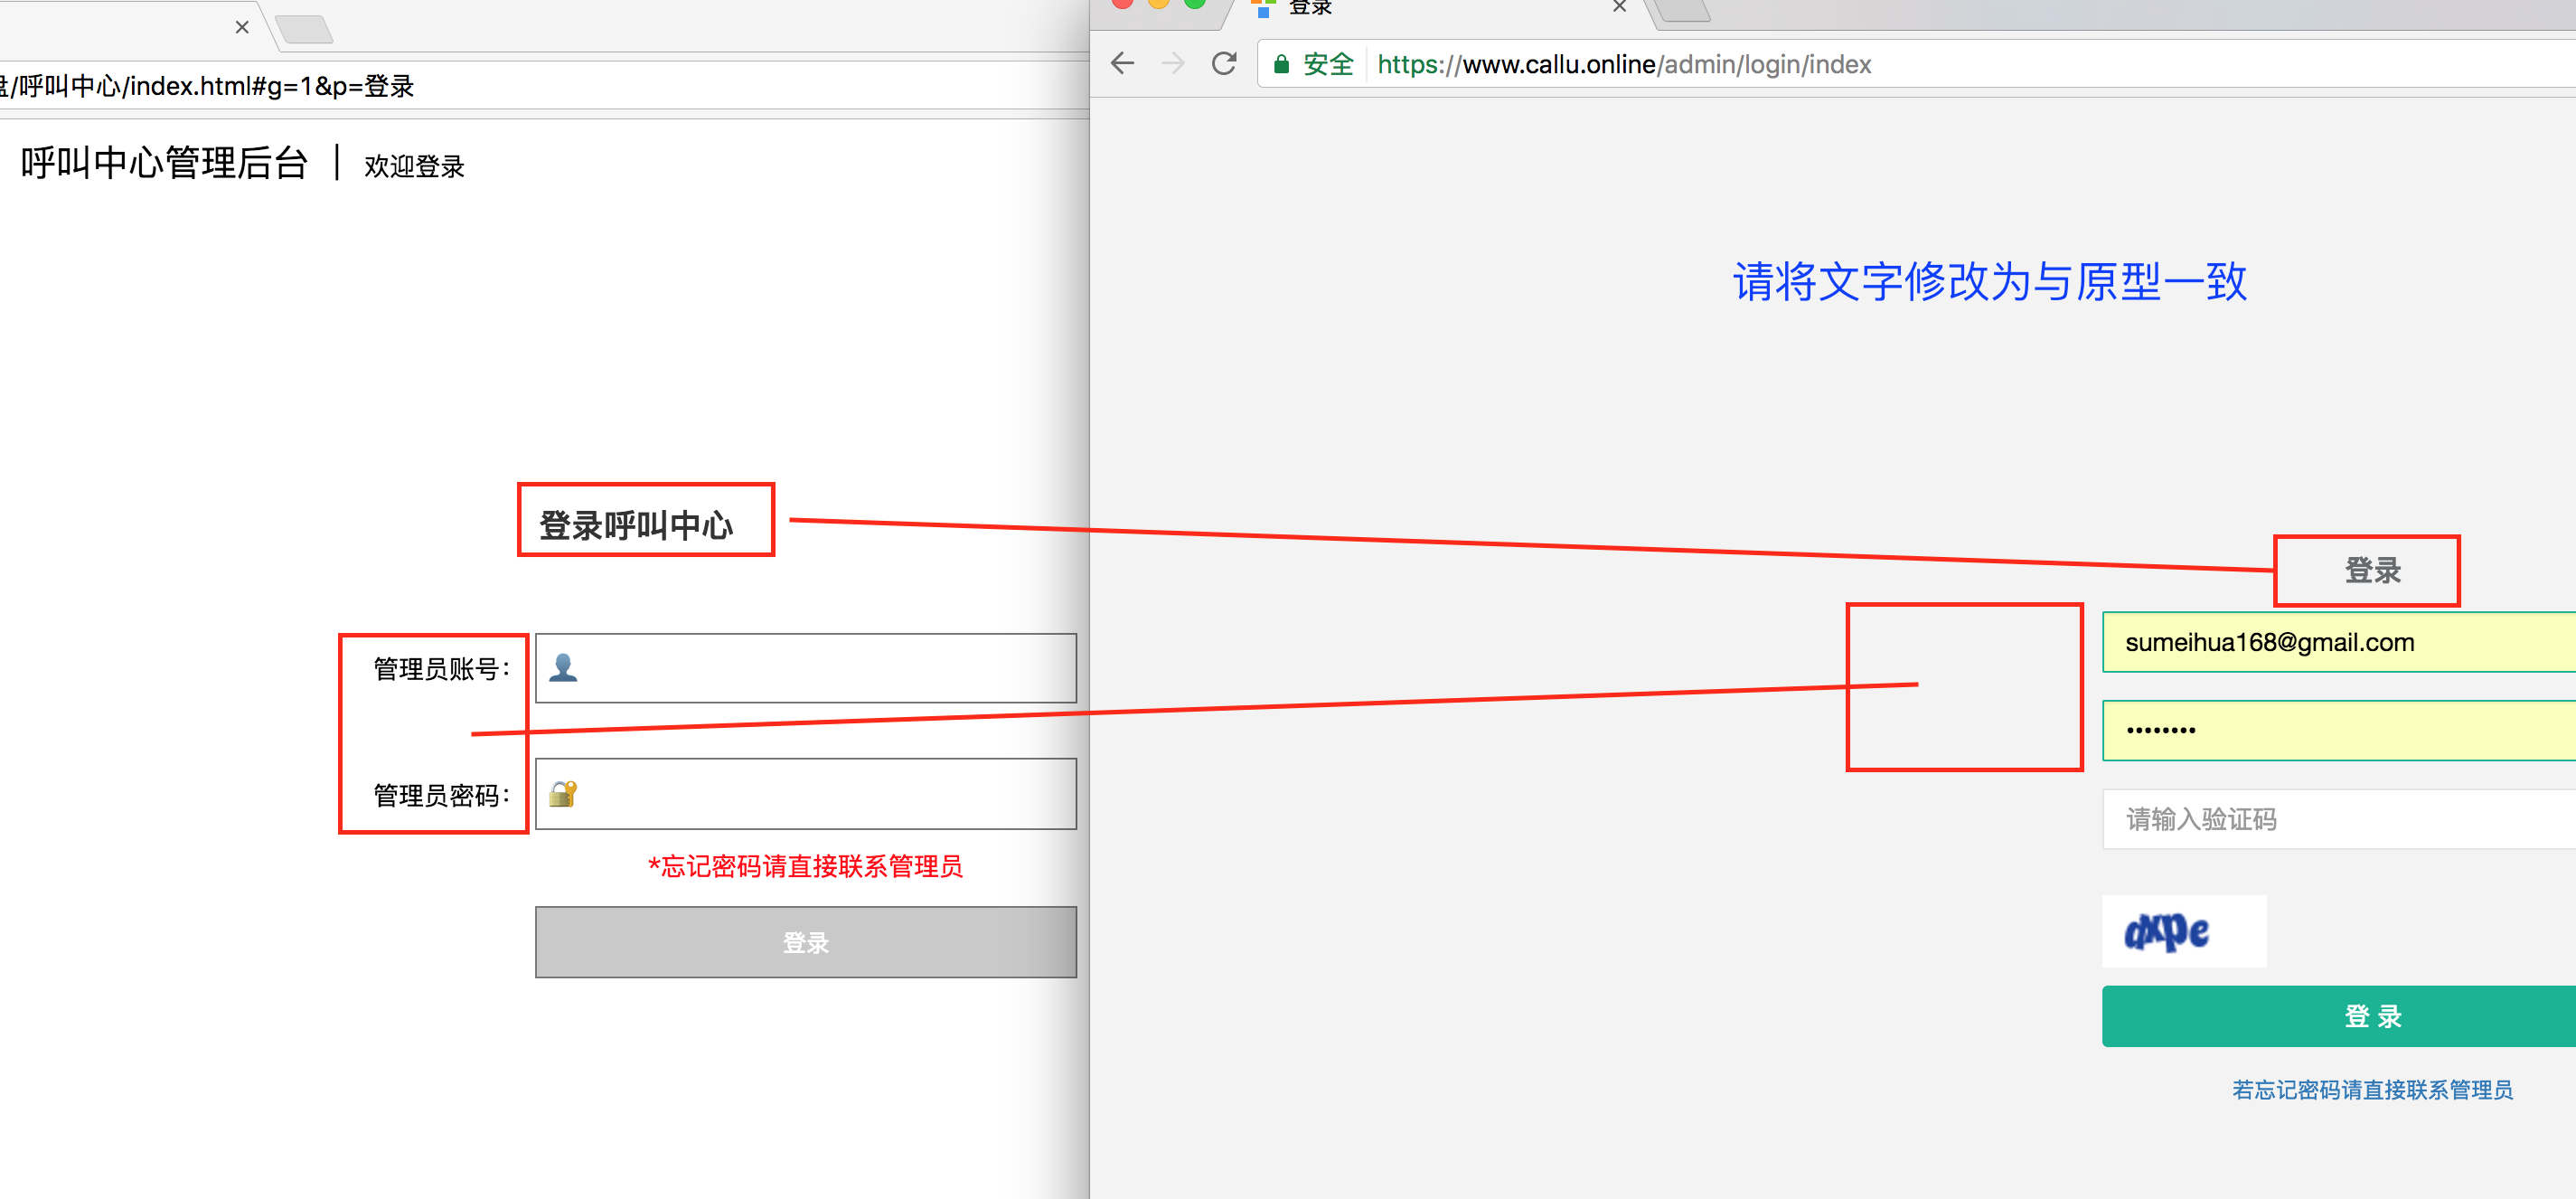 登录
/呼叫中心/index.html#g=1&p=登录
安全 https://www.callu.online/admin/login/index
呼叫中心管理后台 | 欢迎登录
请将文字修改为与原型一致
登录呼叫中心
管理员账号：
管理员密码：
*忘记密码请直接联系管理员
登录
登录
sumeihua168@gmail.com
••••••••
请输入验证码
dxpe
登 录
若忘记密码请直接联系管理员